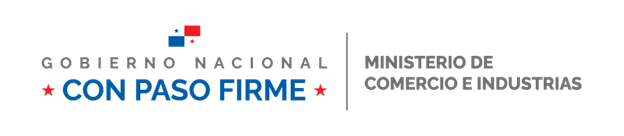 GOBIERNO NACIONAL
★ CON PASO FIRME ★
MINISTERIO DE
COMERCIO E INDUSTRIAS